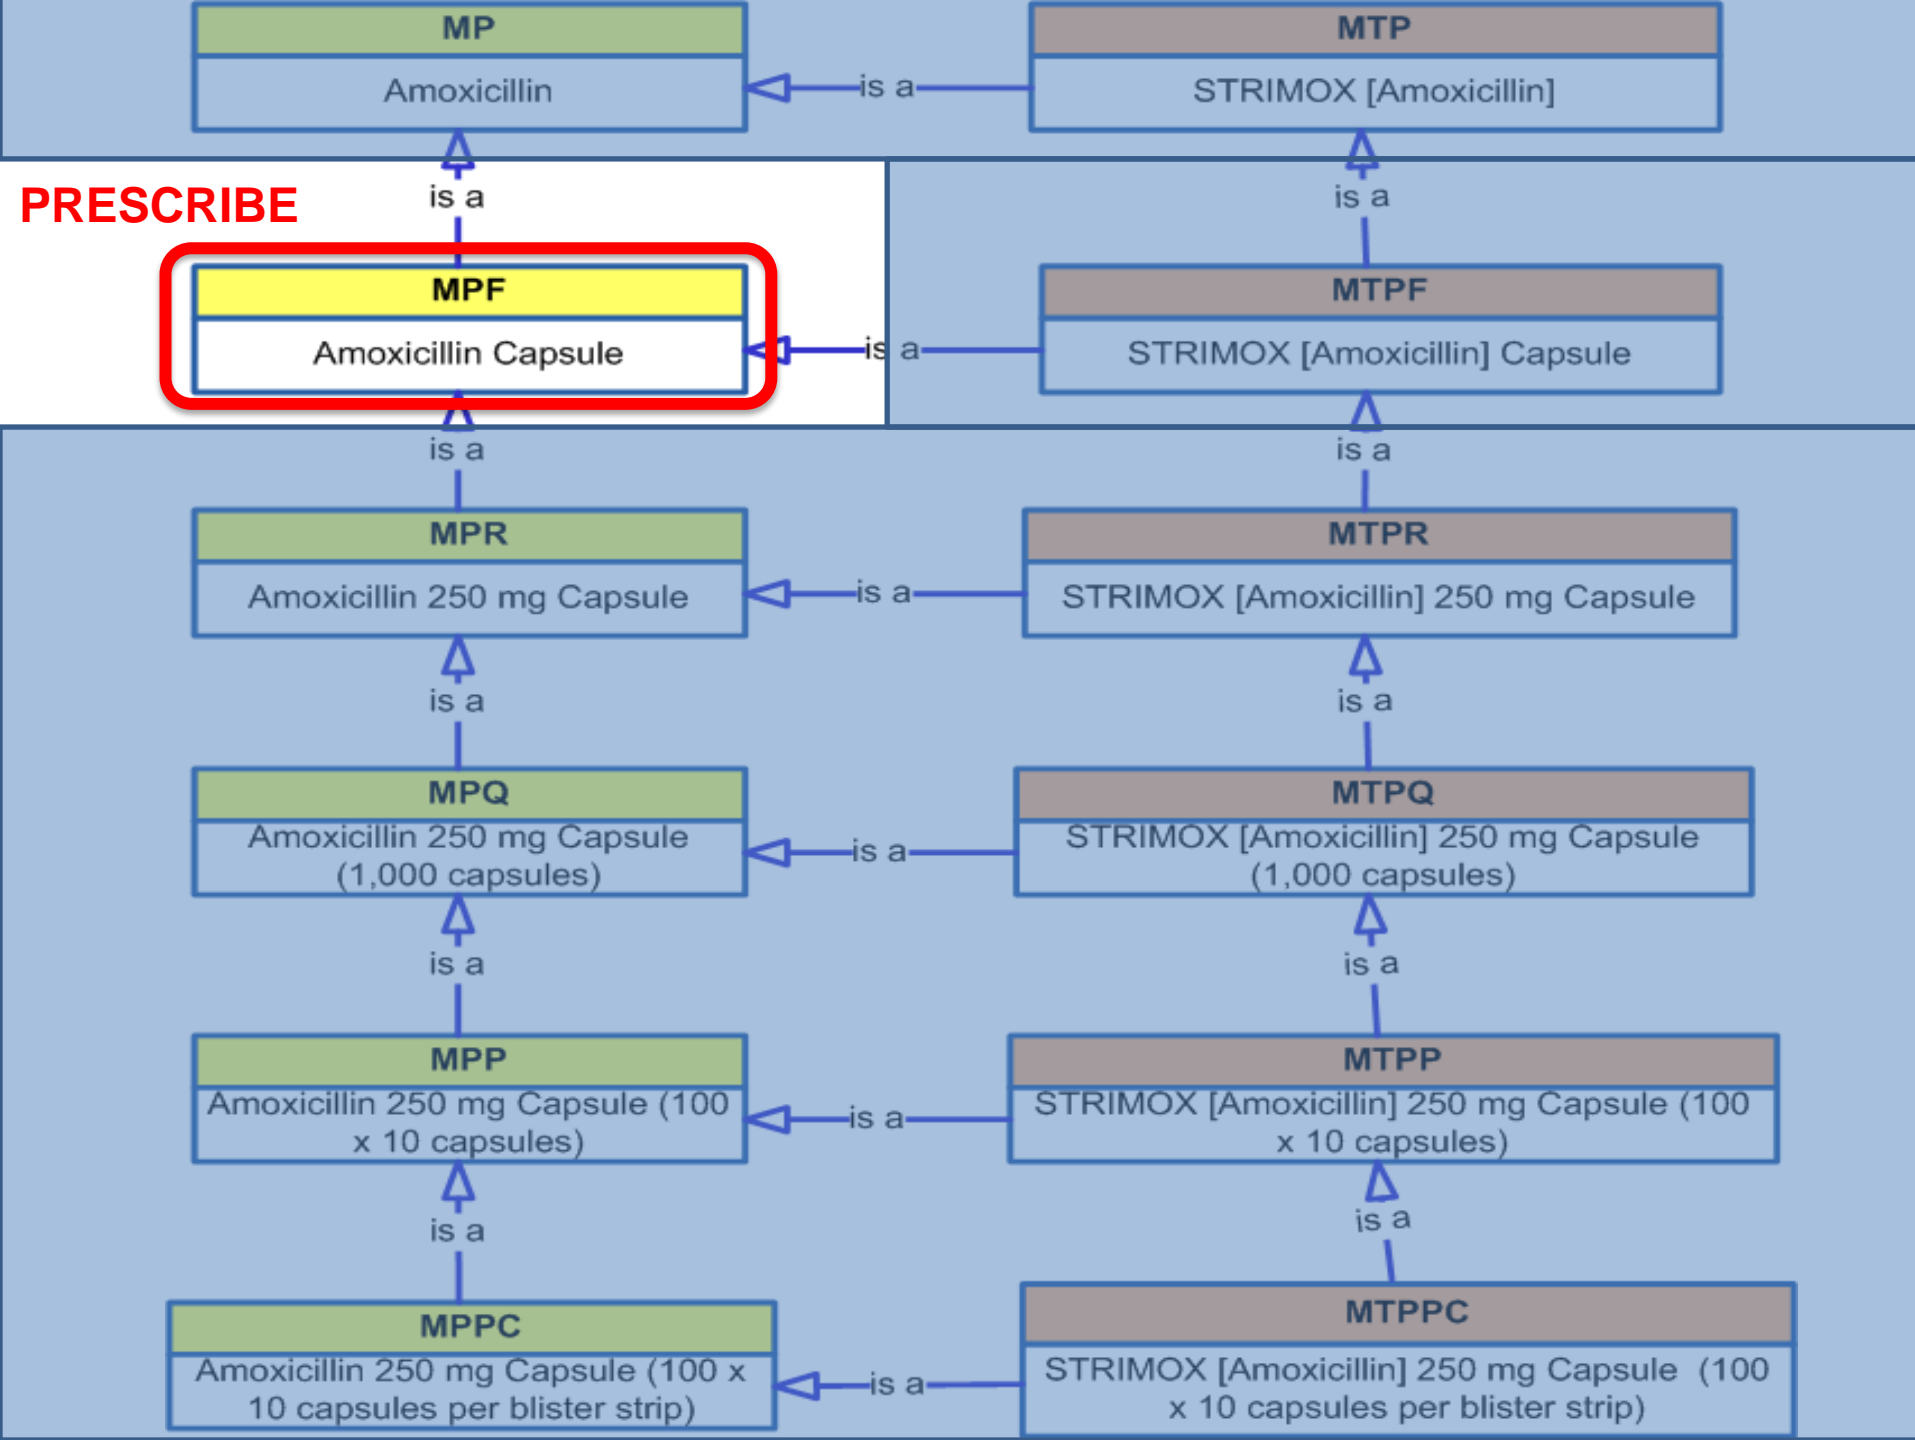 MP
Amoxicillin
is a
MTP
STRIMOX [Amoxicillin]
PRESCRIBE
is a
is a
MPF
Amoxicillin Capsule
is a
MTPF
STRIMOX [Amoxicillin] Capsule
is a
is a
MPR
Amoxicillin 250 mg Capsule
is a
MTPR
STRIMOX [Amoxicillin] 250 mg Capsule
is a
is a
MPQ
Amoxicillin 250 mg Capsule
(1,000 capsules)
is a
MTPQ
STRIMOX [Amoxicillin] 250 mg Capsule
(1,000 capsules)
is a
is a
MPP
Amoxicillin 250 mg Capsule (100
x 10 capsules)
is a
MTPP
STRIMOX [Amoxicillin] 250 mg Capsule (100
x 10 capsules)
is a
is a
MPPC
Amoxicillin 250 mg Capsule (100 x
10 capsules per blister strip)
is a
MTPPC
STRIMOX [Amoxicillin] 250 mg Capsule (100
x 10 capsules per blister strip)